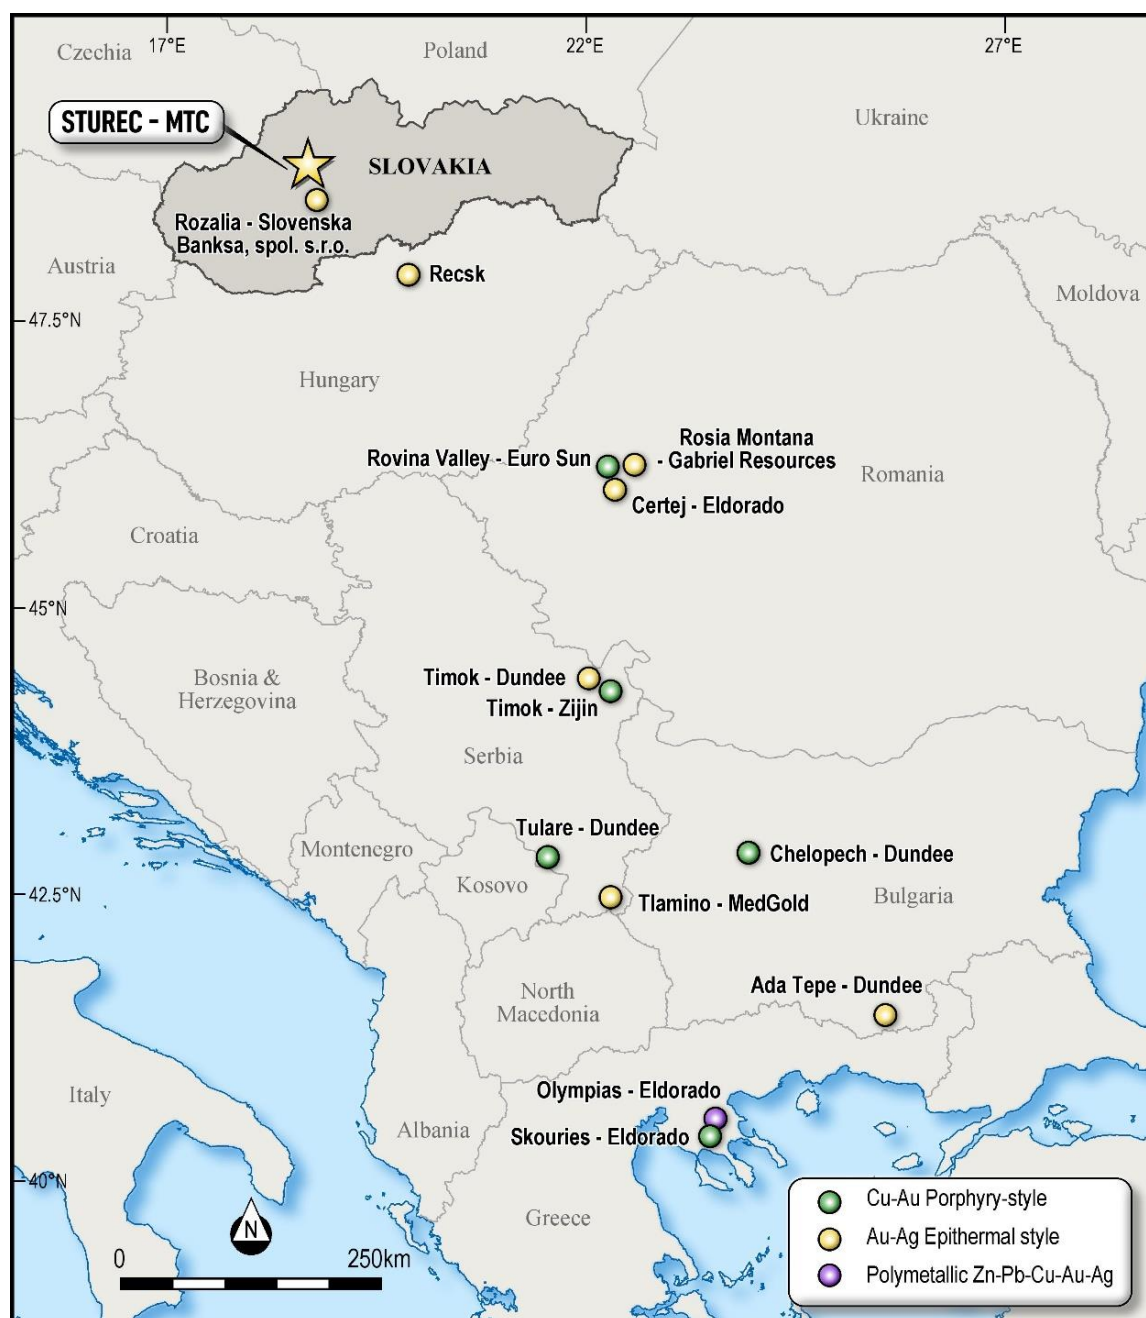 17°E
22°E
27°E
Czechia
Poland
Ukraine
STUREC - MTC
SLOVAKIA
Rozalia - Slovenska
Banksa, spol. s.r.o.
Austria
Recsk
Moldova
47.5°N
Hungary
Rosia Montana
- Gabriel Resources
Rovina Valley - Euro Sun
Romania
Certej - Eldorado
Croatia
45°N
Bosnia &
Herzegovina
Timok - Dundee
Timok - Zijin
Serbia
Tulare - Dundee
Montenegro
Chelopech - Dundee
Kosovo
42.5°N
Tlamino - MedGold
Bulgaria
Ada Tepe - Dundee
North
Macedonia
Italy
Olympias - Eldorado
Albania
Skouries - Eldorado
40°N
Greece
N
0
250km
Cu-Au Porphyry-style
Au-Ag Epithermal style
Polymetallic Zn-Pb-Cu-Au-Ag